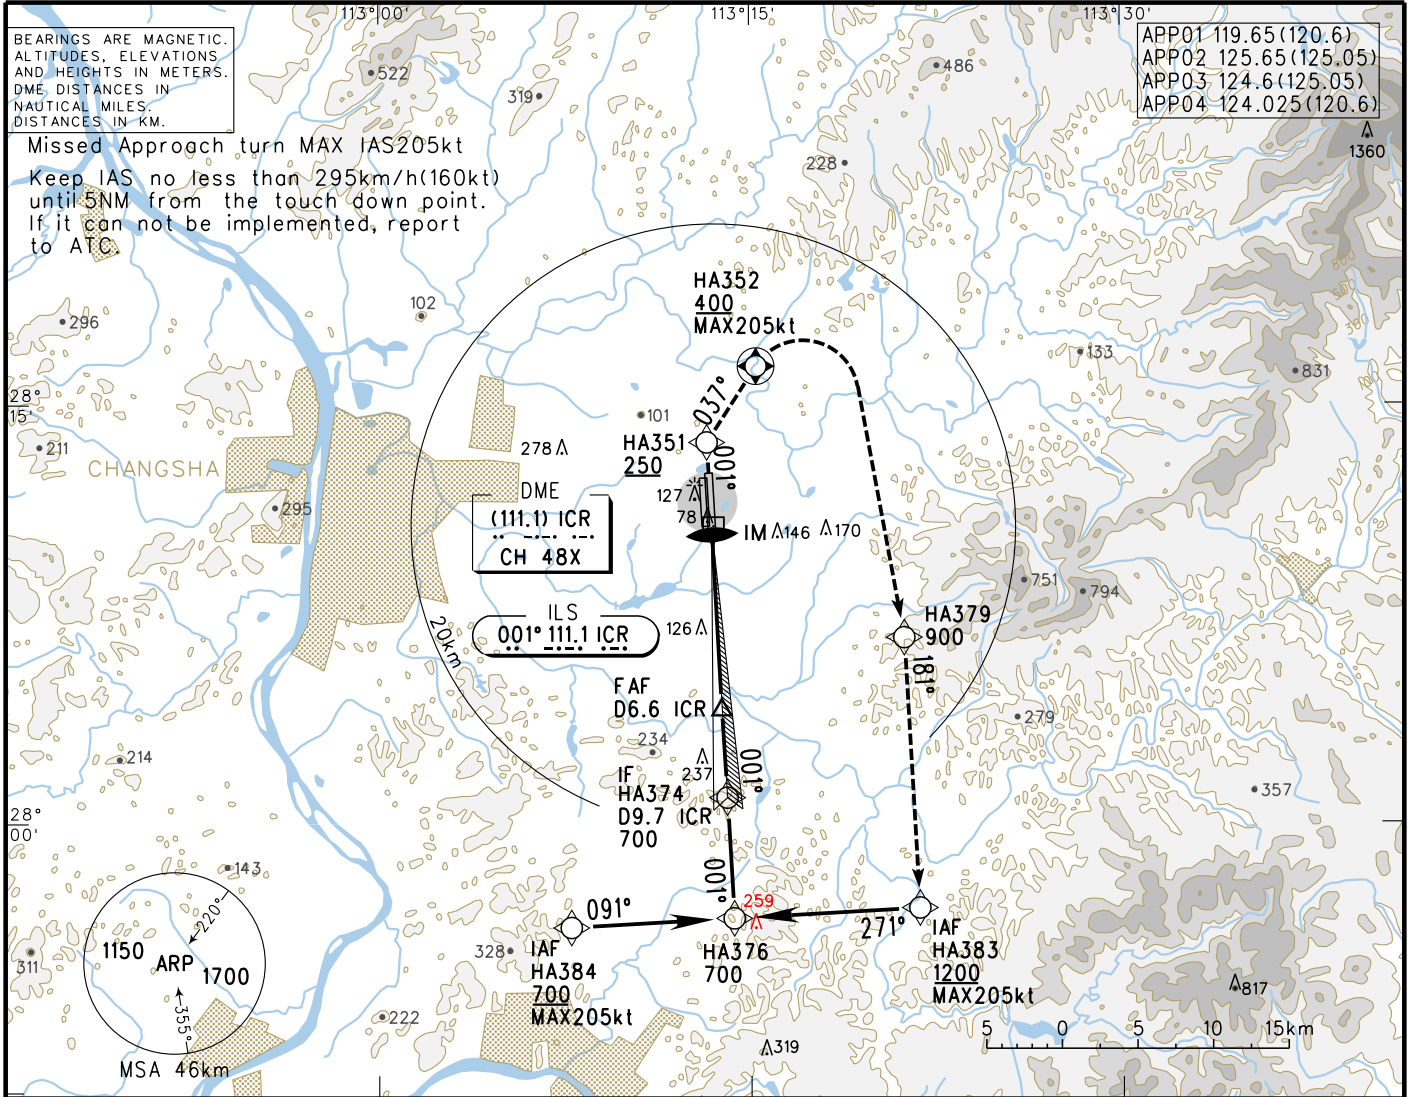 113°00'
113°15'
113°30'
BEARINGS ARE MAGNETIC.
ALTITUDES, ELEVATIONS
AND HEIGHTS IN METERS.
DME DISTANCES IN
NAUTICAL MILES.
DISTANCES IN KM.
APP01 119.65(120.6)
APP02 125.65(125.05)
APP03 124.6(125.05)
APP04 124.025(120.6)
Missed Approach turn MAX IAS205kt
Keep IAS no less than 295km/h(160kt)
until 5NM from the touch down point.
If it can not be implemented, report
to ATC.
522
319
486
228
1360
102
296
133
831
800
500
300
HA352
400
MAX205kt
28°
15'
211
CHANGSHA
295
278
101
037°
HA351
250
001°
127
78
IM
146
170
DME
(111.1) ICR
CH 48X
ILS
001° 111.1 ICR
20km
126
751
794
HA379
900
181°
279
FAF
D6.6 ICR
234
237
001°
IF
HA374
D9.7 ICR
700
214
357
28°
00'
143
001°
259
091°
271°
IAF
HA384
700
MAX205kt
328
HA376
700
IAF
HA383
1200
MAX205kt
311
220°
1150
ARP
1700
355°
MSA 46km
222
319
817
5 0 5 10 15km